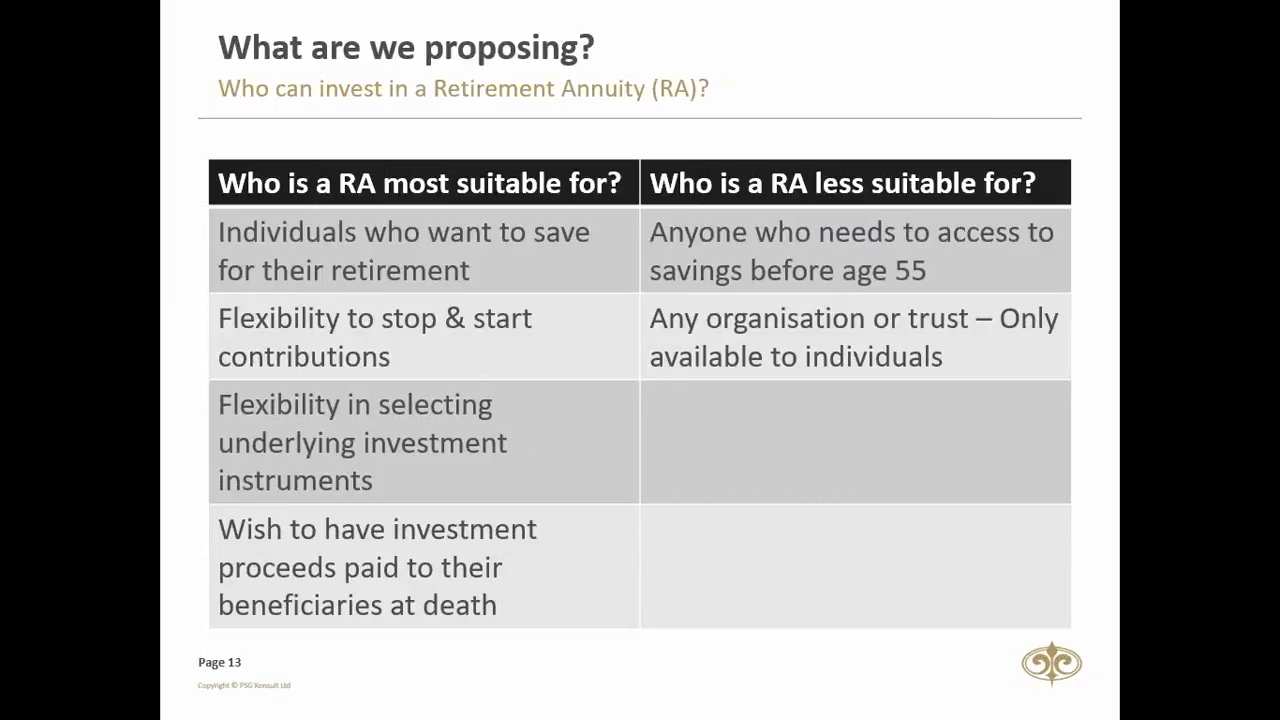 What are we proposing?
Who can invest in a Retirement Annuity (RA)?
Who is a RA most suitable for?
Who is a RA less suitable for?
Individuals who want to save
for their retirement
Anyone who needs to access to
savings before age 55
Flexibility to stop & start
contributions
Any organisation or trust – Only
available to individuals
Flexibility in selecting
underlying investment
instruments
Wish to have investment
proceeds paid to their
beneficiaries at death
Page 13
Copyright © PSG Konsult Ltd